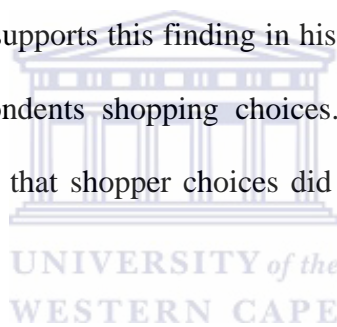 supports this finding in his
ondents shopping choices.
that shopper choices did
UNIVERSITY of the
WESTERN CAPE